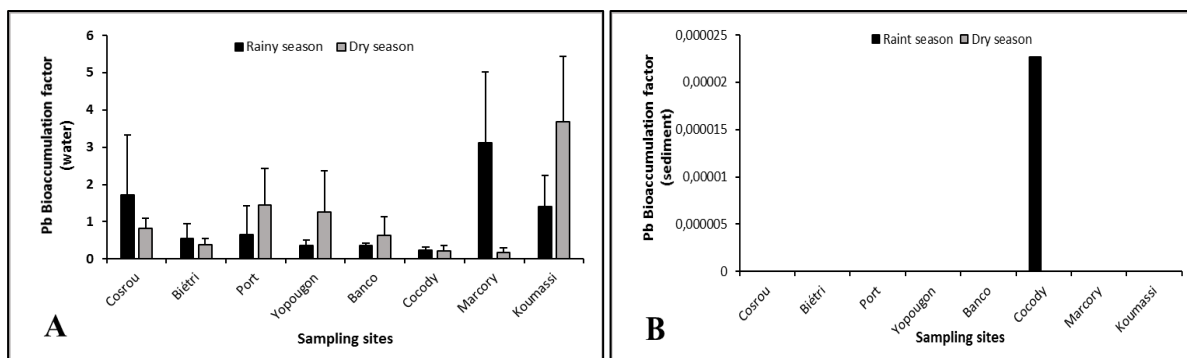 Pb Bioaccumulation factor
(water)
6
5
4
3
2
1
0
Rainy season
Dry season
Cosrou
Biétri
Port
Yopougon
Banco
Cocody
Marcory
Koumassi
Sampling sites
A
Pb Bioaccumulation factor
(sediment)
0,000025
0,00002
0,000015
0,00001
0,000005
0
Raint season
Dry season
Cosrou
Biétri
Port
Yopougon
Banco
Cocody
Marcory
Koumassi
Sampling sites
B